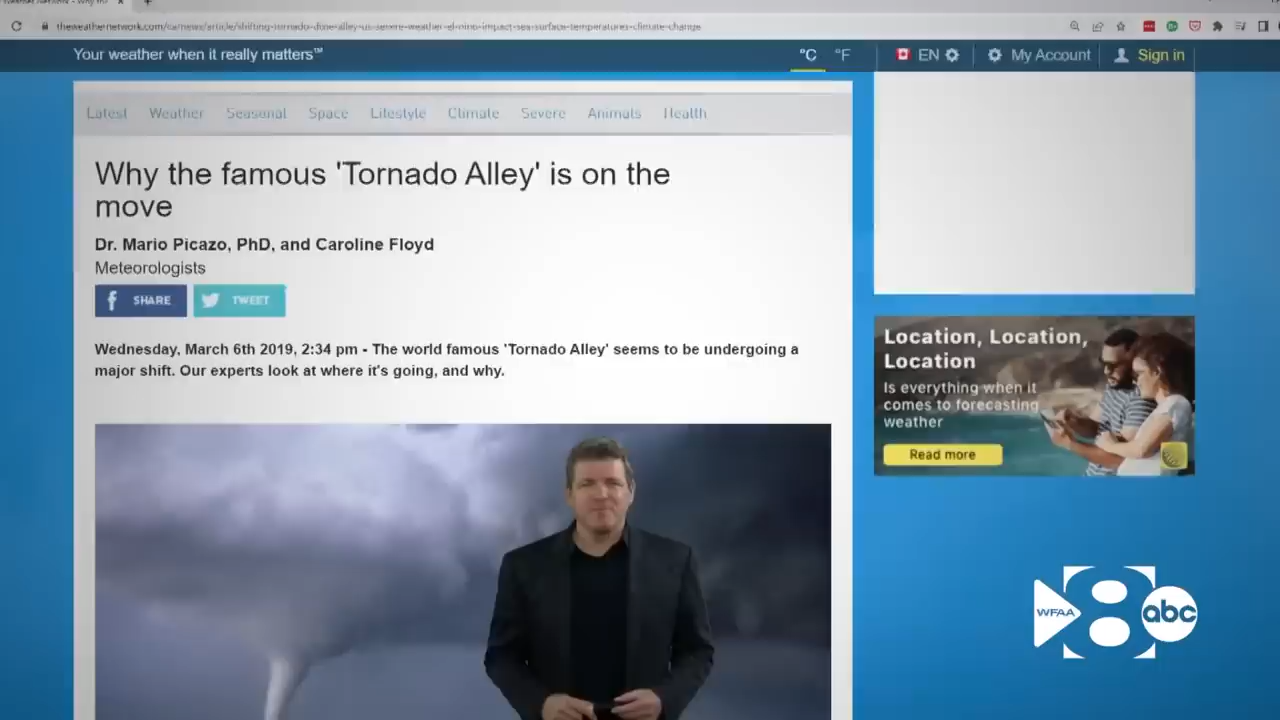 theweathernetwork.com/ca/news/article/shifting-tornado-dixie-alley-us-severe-weather-el-nino-impact-sea-surface-temperatures-climate-change
Your weather when it really matters™
°C °F EN My Account Sign in
Latest Weather Seasonal Space Lifestyle Climate Severe Animals Health
Why the famous 'Tornado Alley' is on the
move
Dr. Mario Picazo, PhD, and Caroline Floyd
Meteorologists
SHARE TWEET
Wednesday, March 6th 2019, 2:34 pm - The world famous 'Tornado Alley' seems to be undergoing a
major shift. Our experts look at where it's going, and why.
Location, Location,
Location
Is everything when it
comes to forecasting
weather
Read more
WFAA 8 abc